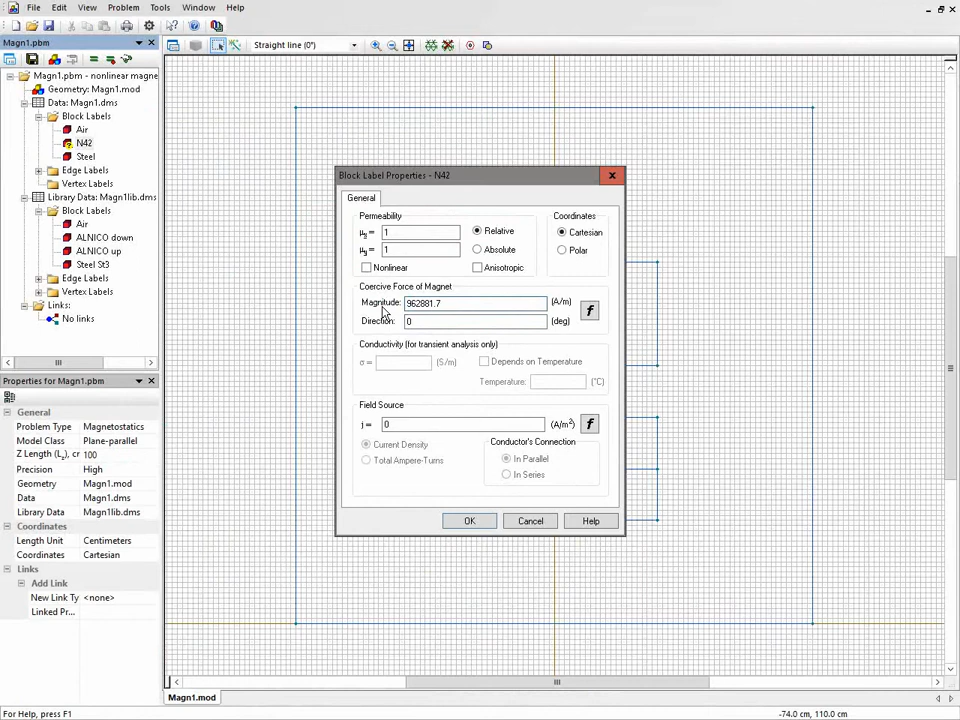 File Edit View Problem Tools Window Help
Straight line (0°)
Magn1.pbm
Magn1.pbm - nonlinear magne
Geometry: Magn1.mod
Data: Magn1.dms
Block Labels
Air
N42
Steel
Edge Labels
Vertex Labels
Library Data: Magn1lib.dms
Block Labels
Air
ALNICO down
ALNICO up
Steel St3
Edge Labels
Vertex Labels
Links:
No links
Properties for Magn1.pbm
General
Problem Type Magnetostatics
Model Class Plane-parallel
Z Length (Lz), cr 100
Precision High
Geometry Magn1.mod
Data Magn1.dms
Library Data Magn1lib.dms
Coordinates
Length Unit Centimeters
Coordinates Cartesian
Links
Add Link
New Link Ty <none>
Linked Pr...
Block Label Properties - N42
General
Permeability
1
Relative
1
Absolute
Nonlinear Anisotropic
Coordinates
Cartesian
Polar
Coercive Force of Magnet
Magnitude: 962881.7 (A/m)
Direction: 0 (deg)
f
Conductivity (for transient analysis only)
σ = (S/m) Depends on Temperature
Temperature: (°C)
Field Source
j = 0 (A/m²) f
Current Density
Total Ampere-Turns
Conductor's Connection
In Parallel
In Series
OK Cancel Help
Magn1.mod
For Help, press F1
-74.0 cm, 110.0 cm